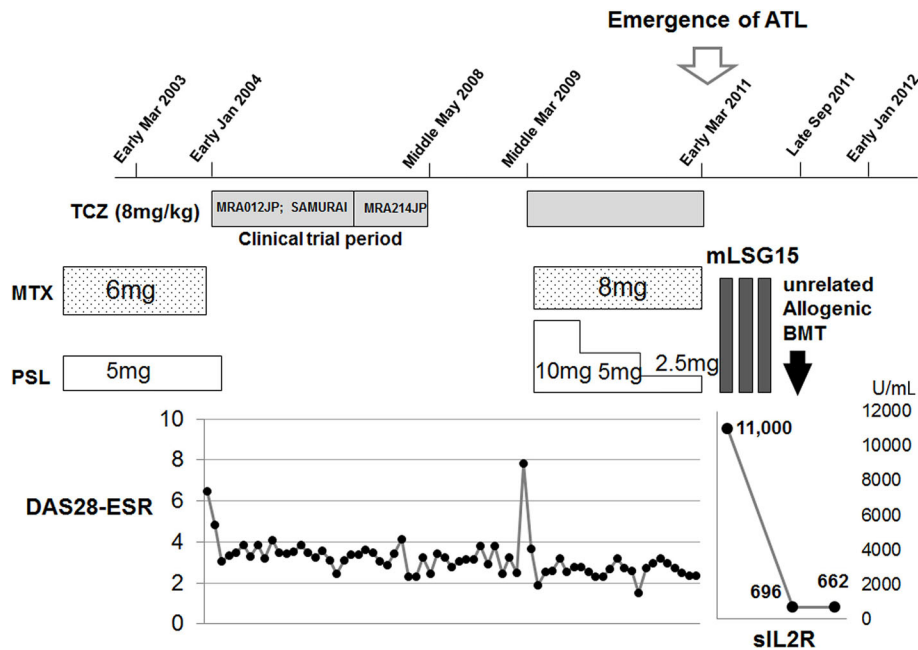 Emergence of ATL
Early Mar 2003
Early Jan 2004
Middle May 2008
Middle Mar 2009
Early Mar 2011
Late Sep 2011
Early Jan 2012
TCZ (8mg/kg)
MRA012JP; SAMURAI
MRA214JP
Clinical trial period
mLSG15
MTX
6mg
8mg
unrelated
Allogenic
BMT
PSL
5mg
10mg
5mg
2.5mg
U/mL
DAS28-ESR
10
8
6
4
2
0
11,000
696
662
12000
10000
8000
6000
4000
2000
0
sIL2R